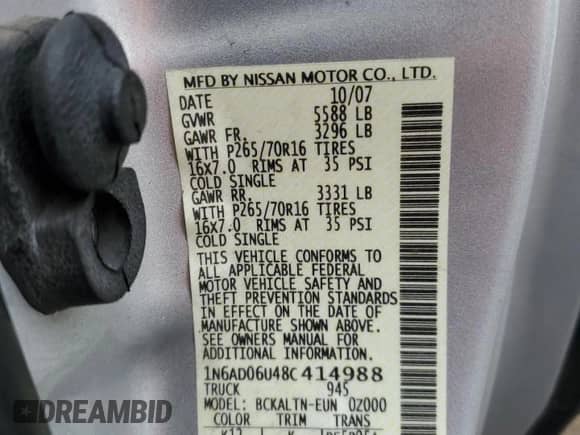 MFD BY NISSAN MOTOR CO., LTD.
DATE 10/07
GVWR 5588 LB
GAWR FR. 3296 LB
WITH P265/70R16 TIRES
16x7.0 RIMS AT 35 PSI
COLD SINGLE
GAWR RR. 3331 LB
WITH P265/70R16 TIRES
16x7.0 RIMS AT 35 PSI
COLD SINGLE
THIS VEHICLE CONFORMS TO
ALL APPLICABLE FEDERAL
MOTOR VEHICLE SAFETY AND
THEFT PREVENTION STANDARDS
IN EFFECT ON THE DATE OF
MANUFACTURE SHOWN ABOVE.
SEE OWNERS MANUAL FOR
ADDITIONAL INFORMATION
1N6AD06U48C414988
TRUCK 945
MODEL: BCKALTN-EUN 0Z000
COLOR TRIM TRANS
K12 K
DREAMBID
DREAMBID.COM